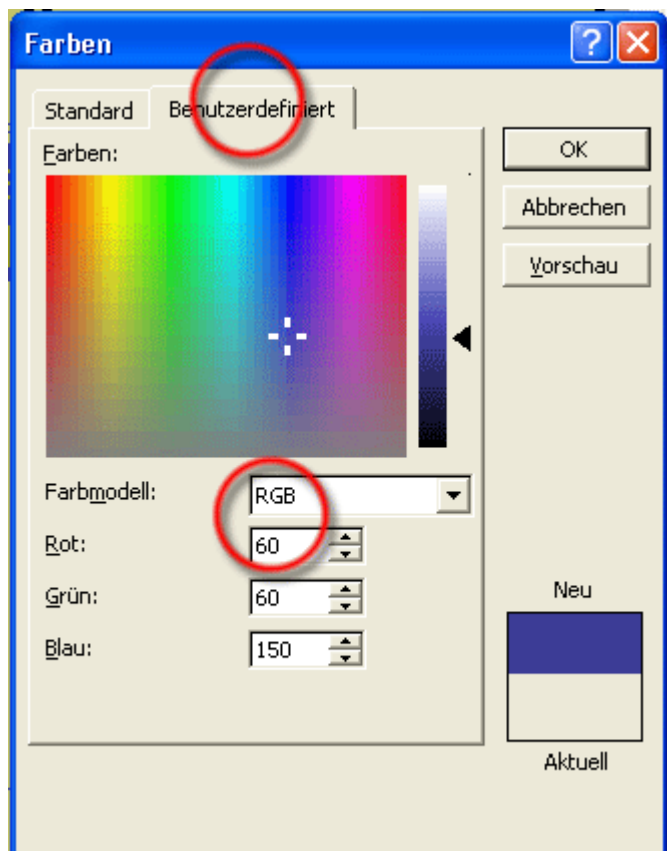 Farben
Standard
Benutzerdefiniert
Farben:
OK
Abbrechen
Vorschau
Farbmodell:
RGB
Rot:
60
Grün:
60
Blau:
150
Neu
Aktuell